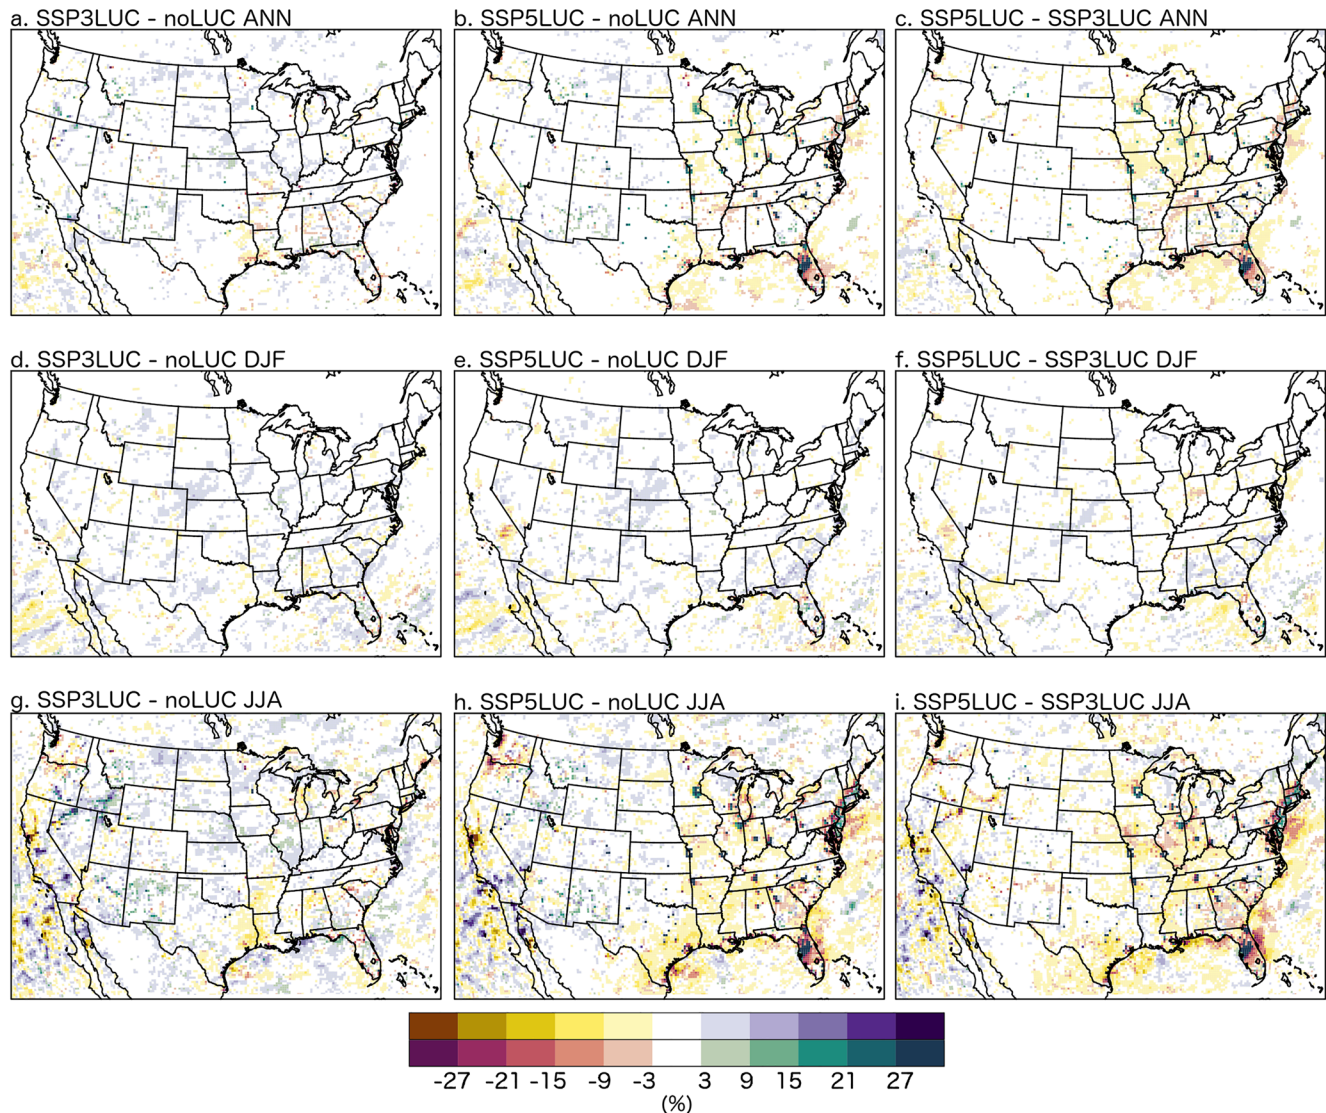 a. SSP3LUC - noLUC ANN
b. SSP5LUC - noLUC ANN
c. SSP5LUC - SSP3LUC ANN
d. SSP3LUC - noLUC DJF
e. SSP5LUC - noLUC DJF
f. SSP5LUC - SSP3LUC DJF
g. SSP3LUC - noLUC JJA
h. SSP5LUC - noLUC JJA
i. SSP5LUC - SSP3LUC JJA
-27 -21 -15 -9 -3 3 9 15 21 27
(%)